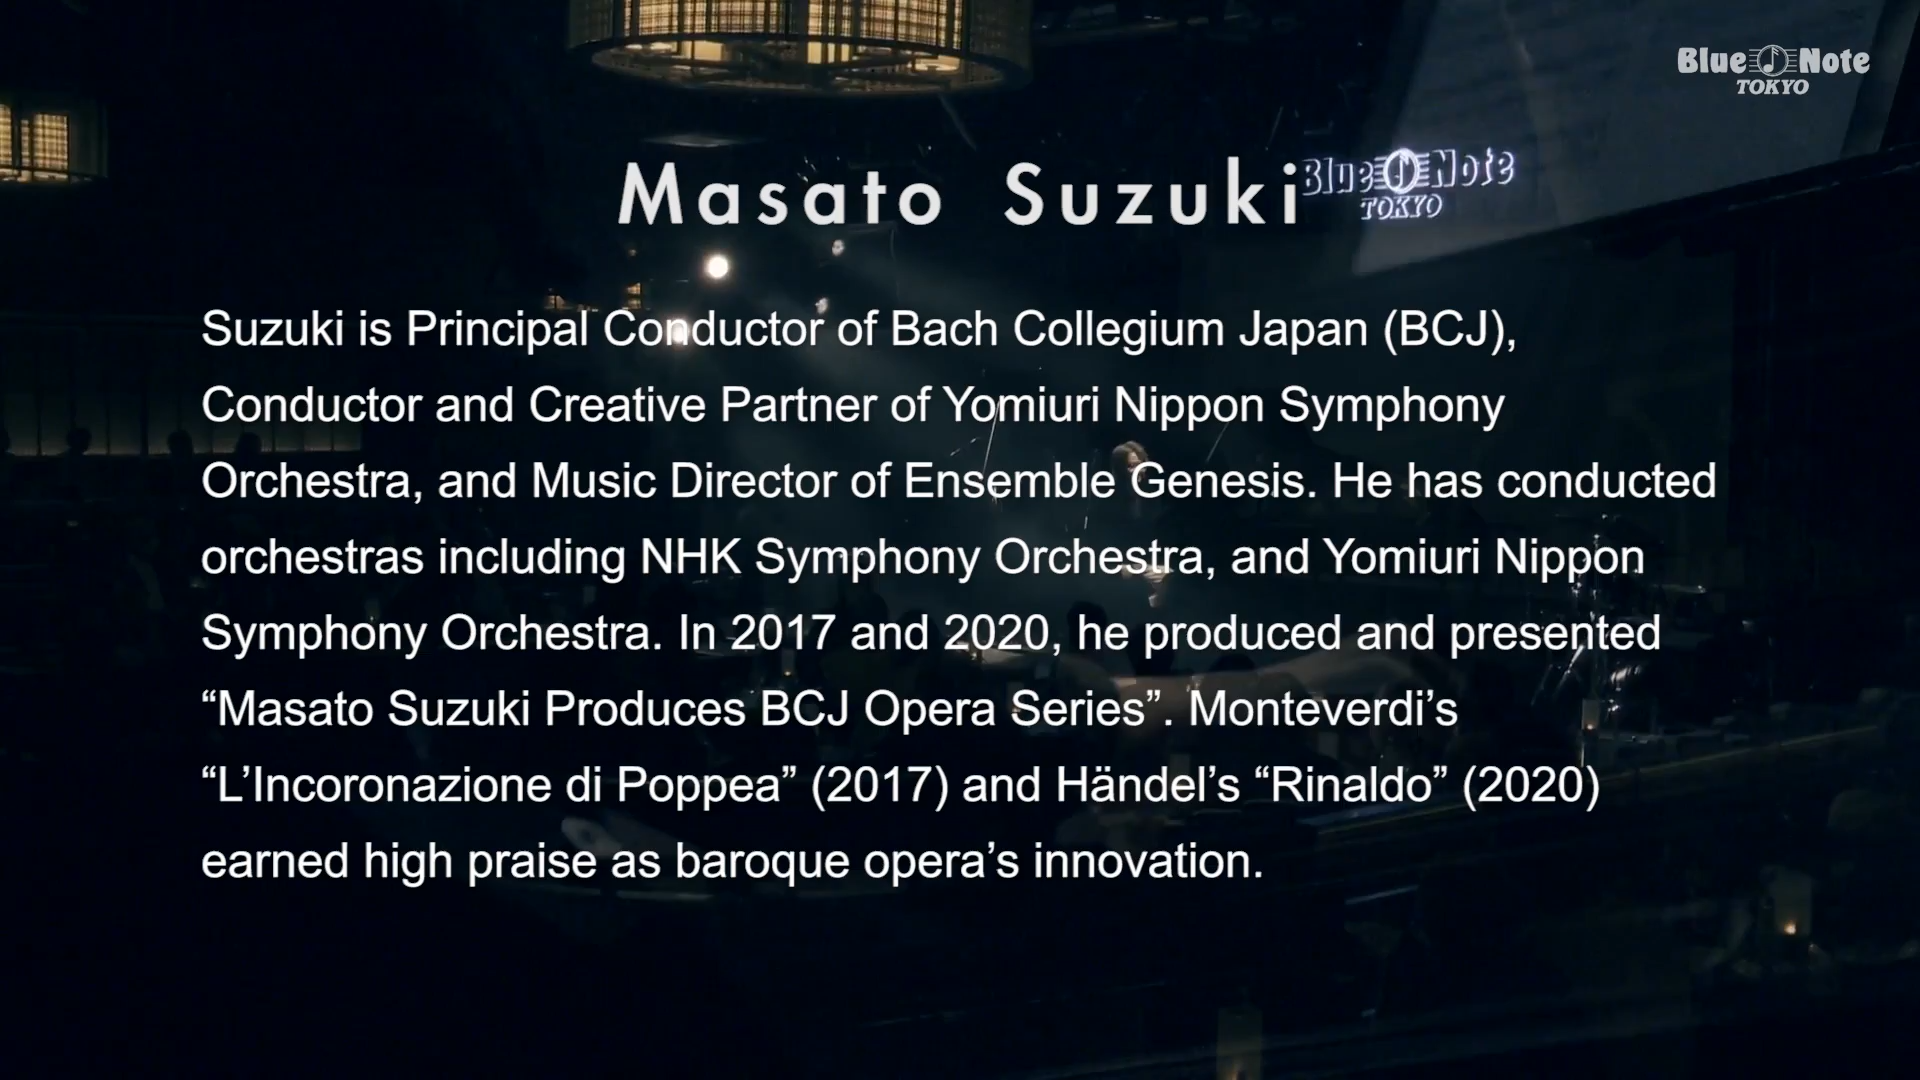 Blue Note
TOKYO
Masato Suzuki
Blue Note
TOKYO
Suzuki is Principal Conductor of Bach Collegium Japan (BCJ),
Conductor and Creative Partner of Yomiuri Nippon Symphony
Orchestra, and Music Director of Ensemble Genesis. He has conducted
orchestras including NHK Symphony Orchestra, and Yomiuri Nippon
Symphony Orchestra. In 2017 and 2020, he produced and presented
“Masato Suzuki Produces BCJ Opera Series”. Monteverdi’s
“L’Incoronazione di Poppea” (2017) and Händel’s “Rinaldo” (2020)
earned high praise as baroque opera’s innovation.